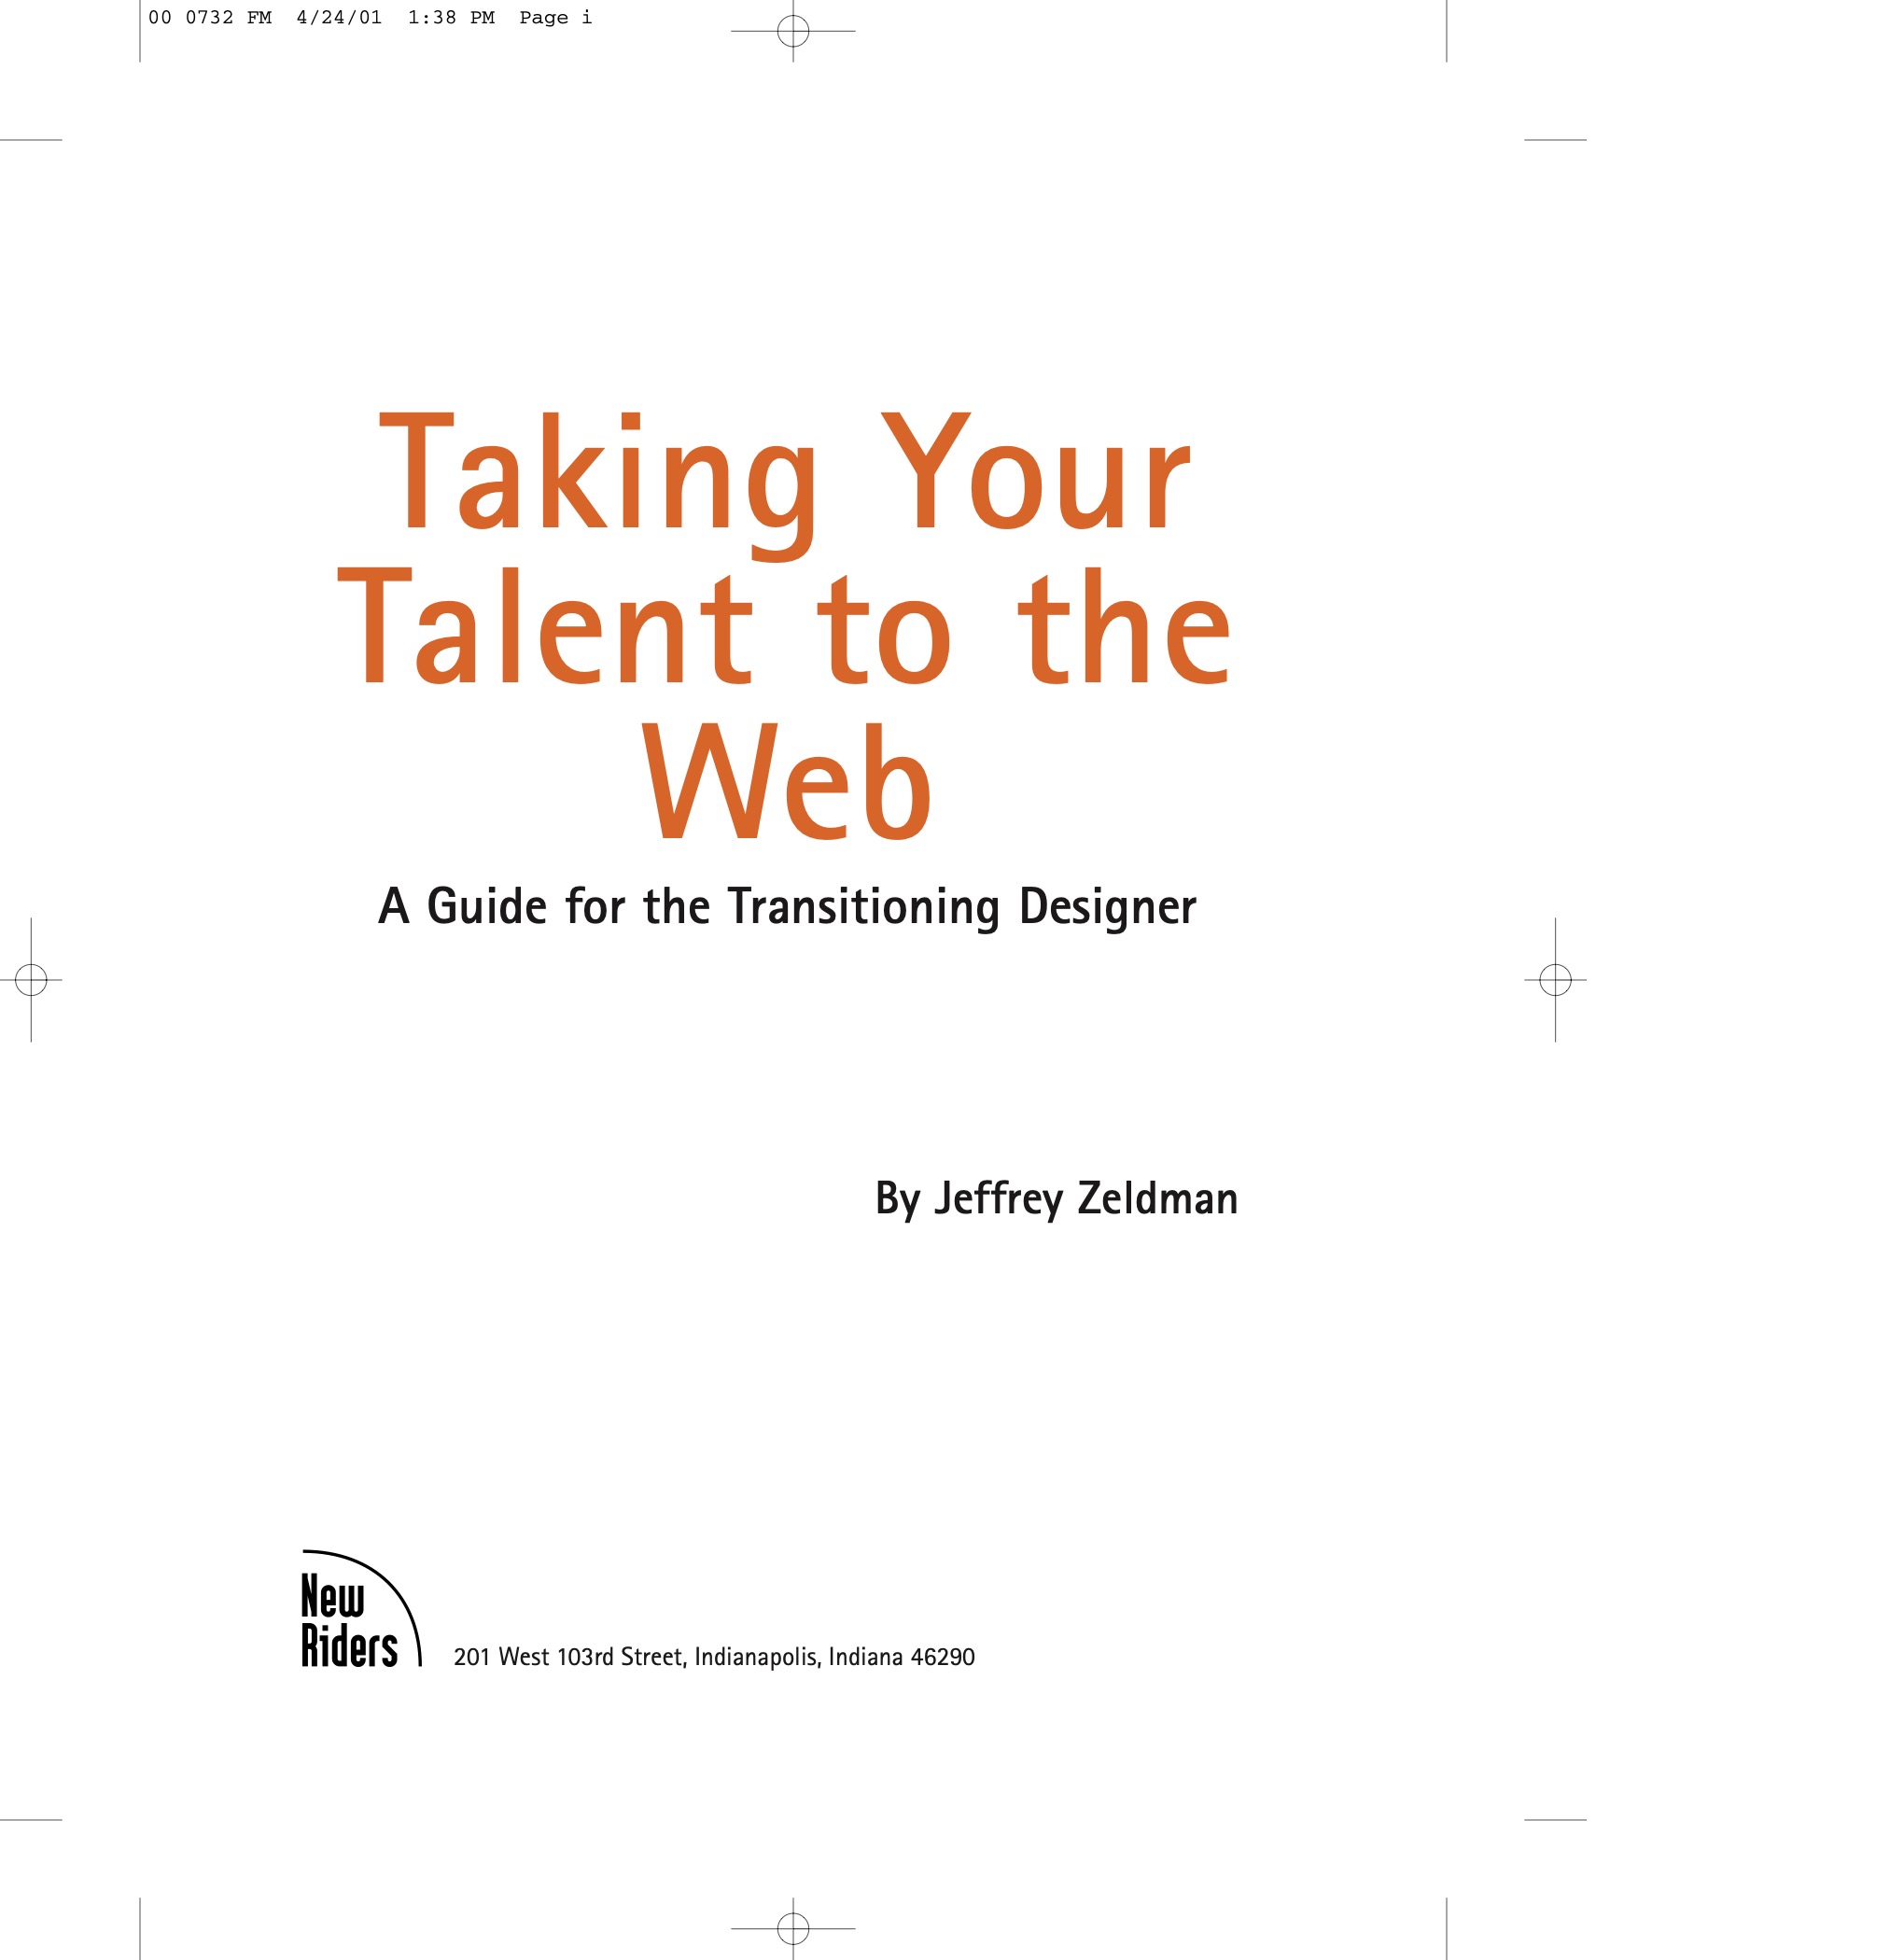 00 0732 FM 4/24/01 1:38 PM Page i
Taking Your
Talent to the
Web
A Guide for the Transitioning Designer
By Jeffrey Zeldman
New
Riders
201 West 103rd Street, Indianapolis, Indiana 46290